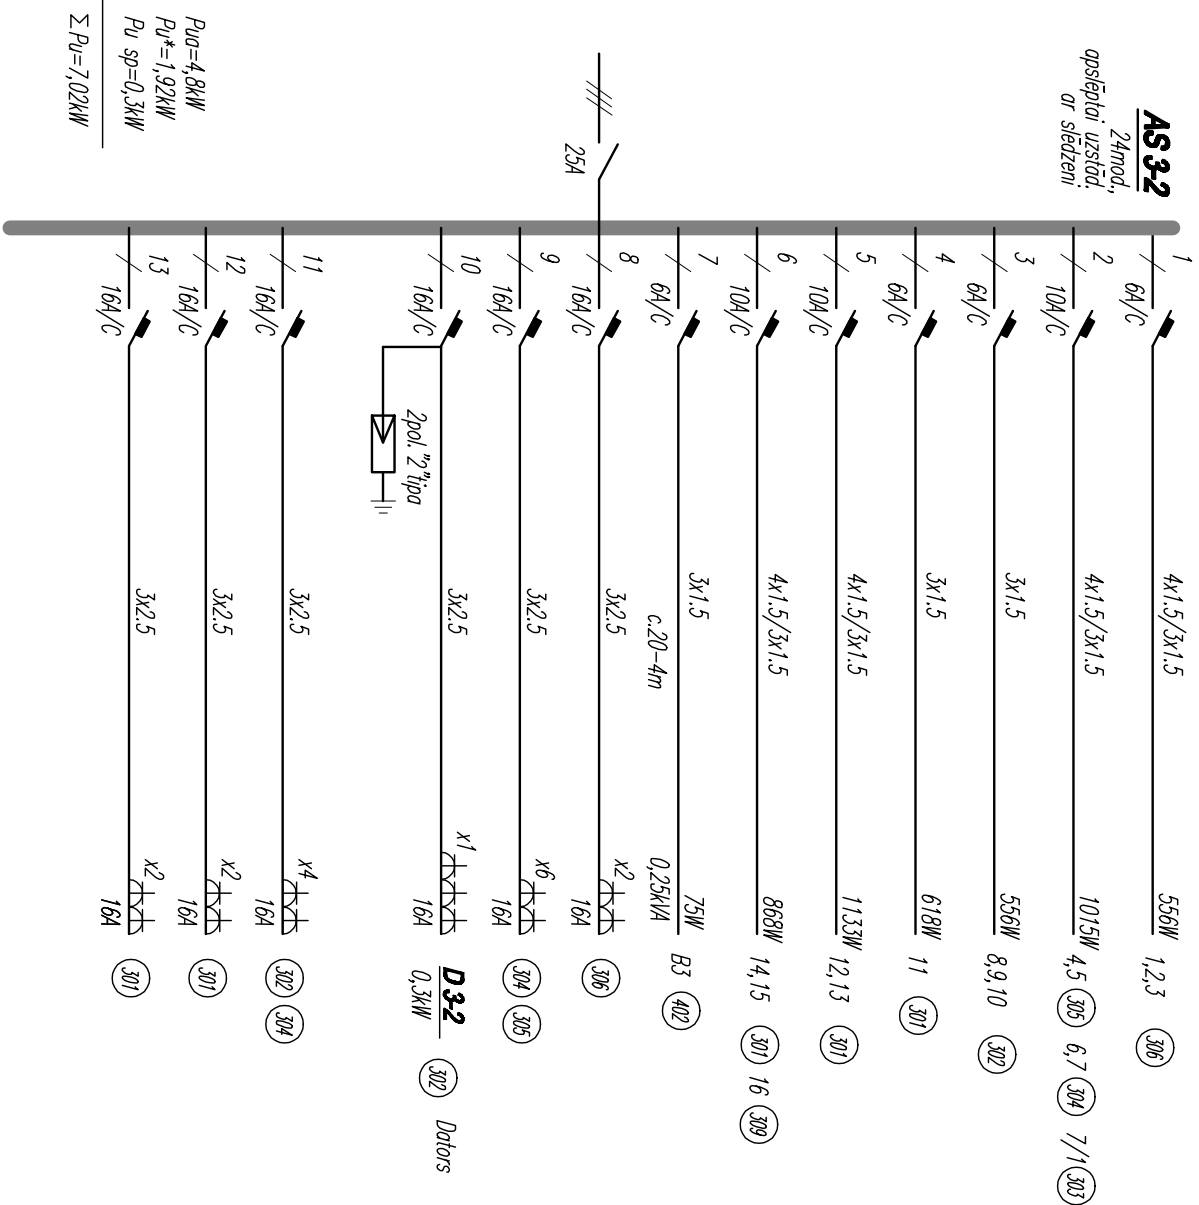 AS 3-2
24mod.,
apslēptai uzstād.
ar slēdzeni
25A
Pua=4,8kW
Pu*=1,92kW
Pu sp=0,3kW
ΣPu=7,02kW
1 6A/C 4x1.5/3x1.5 556W 1,2,3 306
2 10A/C 4x1.5/3x1.5 1015W 4,5 305 6,7 304 7/1 303
3 6A/C 3x1.5 556W 8,9,10 302
4 6A/C 3x1.5 618W 11 301
5 10A/C 4x1.5/3x1.5 1133W 12,13 301
6 10A/C 4x1.5/3x1.5 868W 14,15 301 16 309
7 6A/C 3x1.5 75W B3 402
c.20-4m 0,25kVA
8 16A/C 3x2.5 x2 16A 306
9 16A/C 3x2.5 x6 16A 304 305
10 16A/C 3x2.5 x1 16A D 3-2 302 Dators
0,3kW
2pol. "2"tipa
11 16A/C 3x2.5 x4 16A 302 304
12 16A/C 3x2.5 x2 16A 301
13 16A/C 3x2.5 x2 16A 301